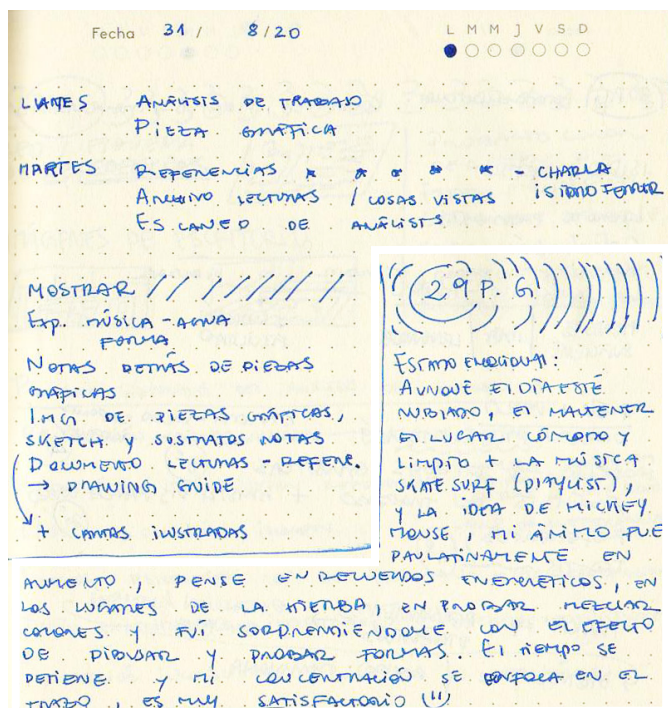 Fecha 31 / 8/20
L M M J V S D
LUNES ANÁLISIS DE TRABAJO
PIEZA GRÁFICA
MARTES REFERENCIAS * * * * * - CHARLA
ISIDRO FERRER
ARCHIVO LECTURAS / COSAS VISTAS
ESCANEO DE ANÁLISIS
MOSTRAR / / / / / / / /
Exp. MÚSICA - AGUA
FORMA
NOTAS DETRÁS DE PIEZAS
GRÁFICAS
IMG. DE PIEZAS GRÁFICAS,
SKETCH Y SUSTRATOS NOTAS
DOCUMENTO LECTURAS - REFERE.
→ DRAWING GUIDE
+ CARTAS ILUSTRADAS
29 P. G
ESTADO EMOCIONAL:
AUNQUE EL DÍA ESTÉ
NUBLADO, EL MANTENER
EL LUGAR CÓMODO Y
LIMPIO + LA MÚSICA
SKATE SURF (PLAYLIST),
Y LA IDEA DE MICKEY
MOUSE, MI ÁNIMO FUE
PAULATINAMENTE EN
AUMENTO, PENSE EN RECUERDOS ENERGÉTICOS, EN
LOS LUGARES DE LA HIERBA EN PROBAR MEZCLAR
COLORES Y FUÍ SORPRENDIÉNDOME CON EL EFECTO
DE DIBUJAR Y PROBAR FORMAS. El tiempo SE
DETIENE Y MI CONCENTRACIÓN SE ENFOCA EN EL
TRAZO, ES MUY SATISFACTORIO (")